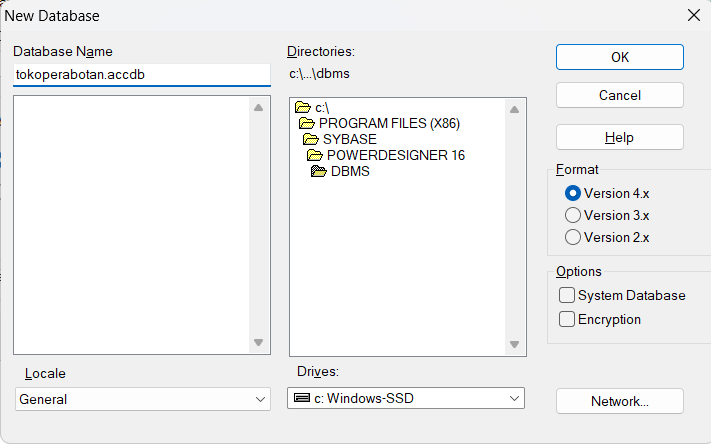 New Database
Database Name
tokoperabotan.accdb
Directories:
c:\...\dbms
c:\
PROGRAM FILES (X86)
SYBASE
POWERDESIGNER 16
DBMS
OK
Cancel
Help
Format
Version 4.x
Version 3.x
Version 2.x
Options
System Database
Encryption
Locale
General
Drives:
c: Windows-SSD
Network...